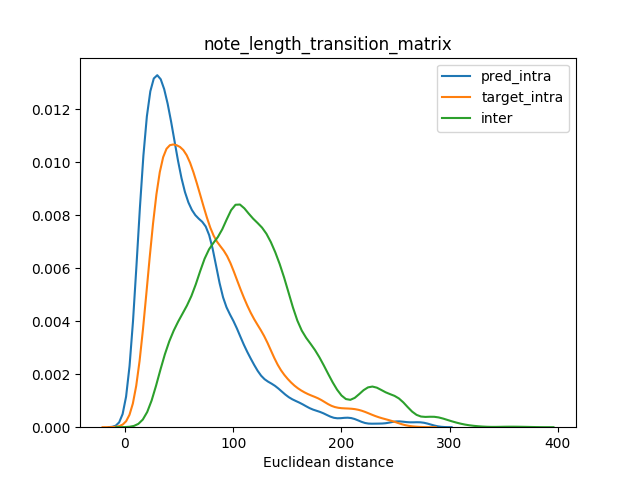 note_length_transition_matrix
pred_intra
target_intra
inter
0.012
0.010
0.008
0.006
0.004
0.002
0.000
0 100 200 300 400
Euclidean distance